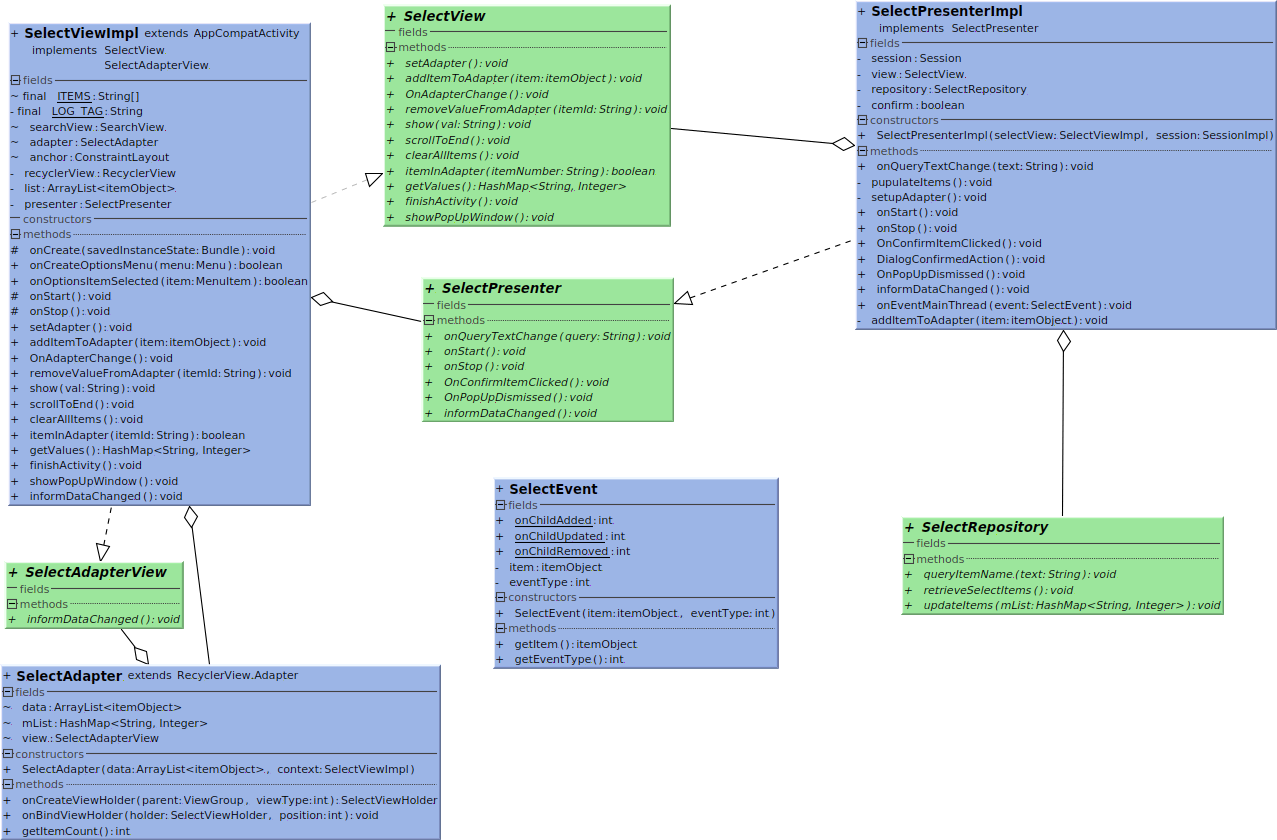 + SelectViewImpl extends AppCompatActivity
implements SelectView
SelectAdapterView
fields
~ final ITEMS : String[]
- final LOG_TAG : String
~ searchView : SearchView
~ adapter : SelectAdapter
~ anchor : ConstraintLayout
- recyclerView : RecyclerView
- list : ArrayList<itemObject>
- presenter : SelectPresenter
constructors
methods
# onCreate(savedInstanceState: Bundle) : void
+ onCreateOptionsMenu (menu: Menu) : boolean
+ onOptionsItemSelected (item: MenuItem) : boolean
# onStart () : void
# onStop () : void
+ setAdapter () : void
+ addItemToAdapter (item: itemObject) : void
+ OnAdapterChange () : void
+ removeValueFromAdapter (itemId: String) : void
+ show (val: String) : void
+ scrollToEnd () : void
+ clearAllItems () : void
+ itemInAdapter (itemId: String) : boolean
+ getValues () : HashMap<String, Integer>
+ finishActivity () : void
+ showPopUpWindow () : void
+ informDataChanged () : void
+ SelectView
fields
methods
+ setAdapter () : void
+ addItemToAdapter (item: itemObject) : void
+ OnAdapterChange () : void
+ removeValueFromAdapter (itemId: String) : void
+ show (val: String) : void
+ scrollToEnd () : void
+ clearAllItems () : void
+ itemInAdapter (itemNumber: String) : boolean
+ getValues () : HashMap<String, Integer>
+ finishActivity () : void
+ showPopUpWindow () : void
+ SelectPresenterImpl
implements SelectPresenter
fields
- session : Session
- view : SelectView
- repository : SelectRepository
- confirm : boolean
constructors
+ SelectPresenterImpl (selectView: SelectViewImpl, session: SessionImpl)
methods
+ onQueryTextChange (text: String) : void
- pupulateItems () : void
- setupAdapter () : void
+ onStart () : void
+ onStop () : void
+ OnConfirmItemClicked () : void
+ DialogConfirmedAction () : void
+ OnPopUpDismissed () : void
+ informDataChanged () : void
+ onEventMainThread (event: SelectEvent) : void
- addItemToAdapter (item: itemObject) : void
+ SelectPresenter
fields
methods
+ onQueryTextChange (query: String) : void
+ onStart () : void
+ onStop () : void
+ OnConfirmItemClicked () : void
+ OnPopUpDismissed () : void
+ informDataChanged () : void
+ SelectEvent
fields
+ onChildAdded : int
+ onChildUpdated : int
+ onChildRemoved : int
- item : itemObject
- eventType : int
constructors
+ SelectEvent (item: itemObject, eventType: int)
methods
+ getItem () : itemObject
+ getEventType () : int
+ SelectRepository
fields
methods
+ queryItemName (text: String) : void
+ retrieveSelectItems () : void
+ updateItems (mList: HashMap<String, Integer>) : void
+ SelectAdapterView
fields
methods
+ informDataChanged () : void
+ SelectAdapter extends RecyclerView.Adapter
fields
~ data : ArrayList<itemObject>
~ mList : HashMap<String, Integer>
~ view : SelectAdapterView
constructors
+ SelectAdapter (data: ArrayList<itemObject>, context: SelectViewImpl)
methods
+ onCreateViewHolder (parent: ViewGroup, viewType: int) : SelectViewHolder
+ onBindViewHolder (holder: SelectViewHolder, position: int) : void
+ getItemCount () : int